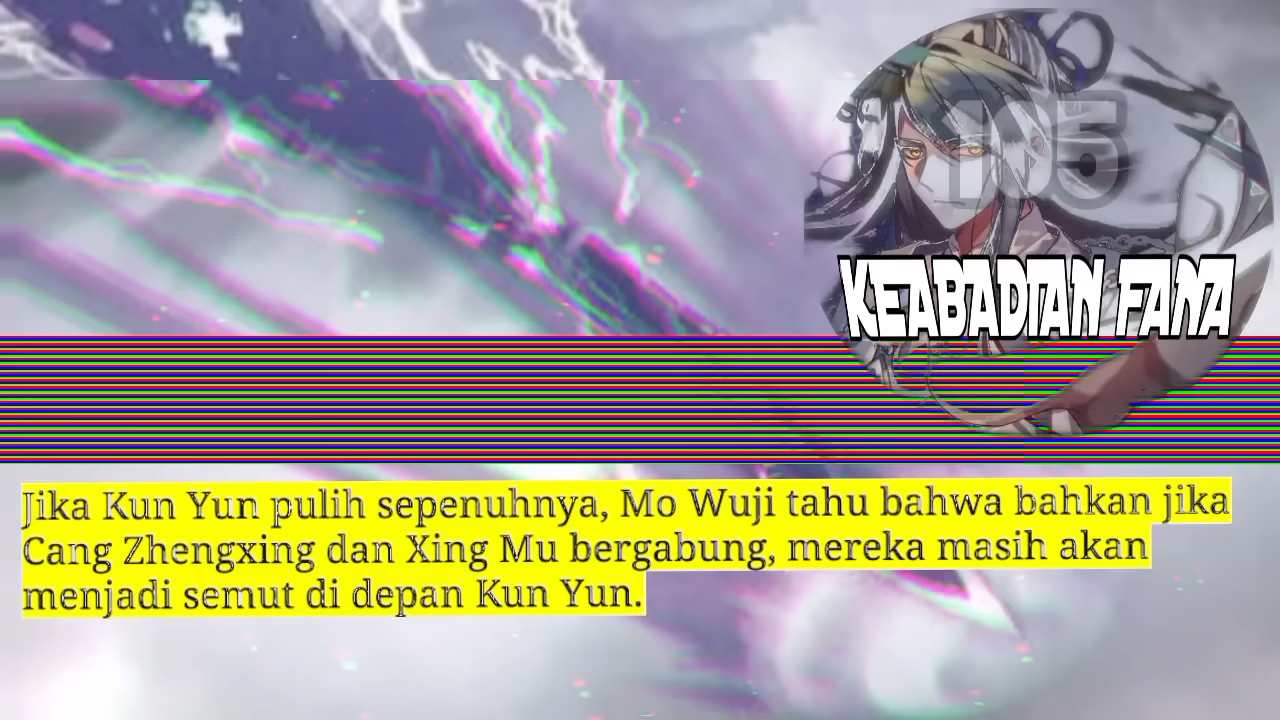 105
KEABADIAN FANA
Jika Kun Yun pulih sepenuhnya, Mo Wuji tahu bahwa bahkan jika
Cang Zhengxing dan Xing Mu bergabung, mereka masih akan
menjadi semut di depan Kun Yun.